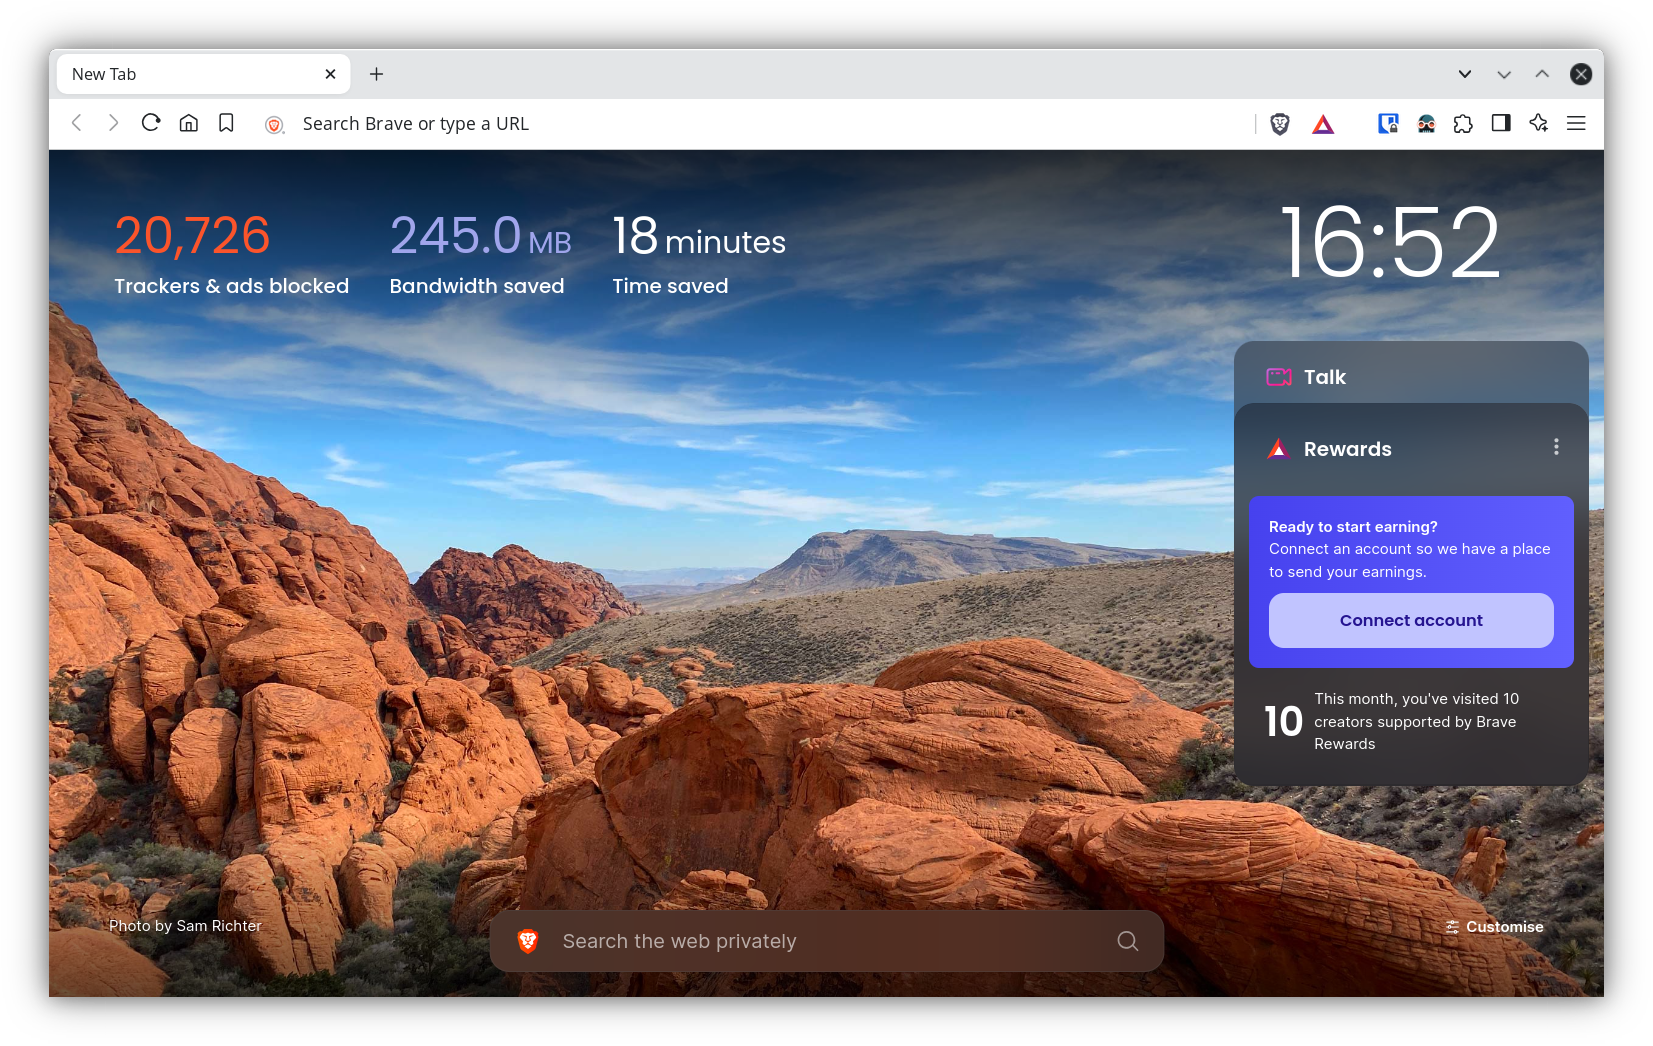 New Tab
Search Brave or type a URL
20,726
Trackers & ads blocked
245.0 MB
Bandwidth saved
18 minutes
Time saved
16:52
Talk
Rewards
Ready to start earning?
Connect an account so we have a place
to send your earnings.
Connect account
10
This month, you've visited 10
creators supported by Brave
Rewards
Photo by Sam Richter
Search the web privately
Customise